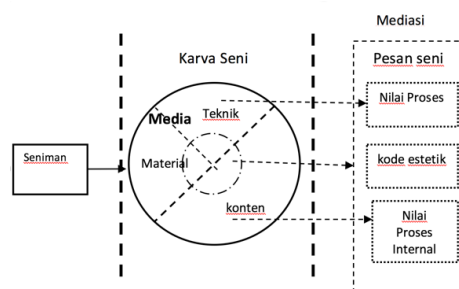 Mediasi
Karya Seni
Pesan seni
Media
Teknik
Nilai Proses
Seniman
Material
kode estetik
konten
Nilai
Proses
Internal